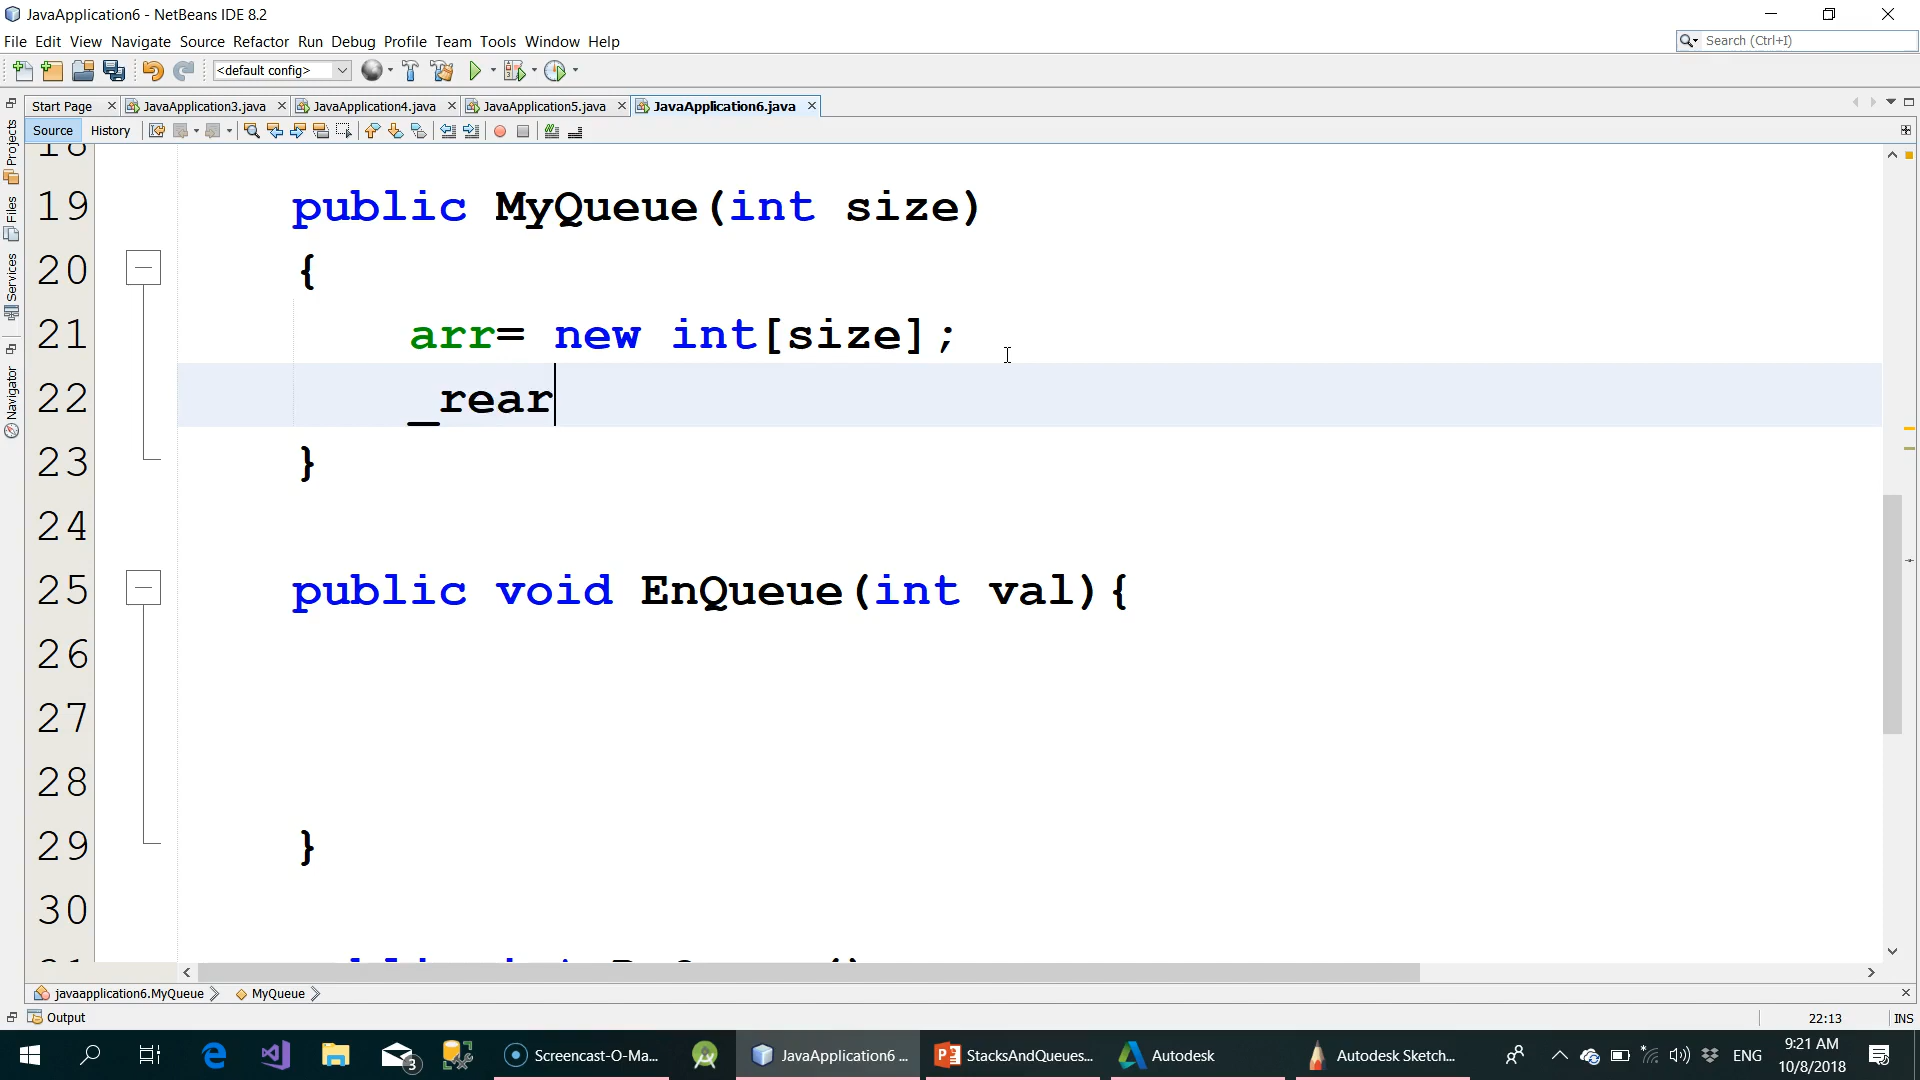 JavaApplication6 - NetBeans IDE 8.2
File Edit View Navigate Source Refactor Run Debug Profile Team Tools Window Help
Search (Ctrl+I)
<default config>
Start Page JavaApplication3.java JavaApplication4.java JavaApplication5.java JavaApplication6.java
Source History
Projects
Files
Services
Navigator
19 public MyQueue(int size)
20 {
21 arr= new int[size];
22 _rear
23 }
24
25 public void EnQueue(int val){
26
27
28
29 }
30
javaapplication6.MyQueue MyQueue
Output
22:13 INS
3 Screencast-O-Ma... JavaApplication6 ... StacksAndQueues... Autodesk Autodesk Sketch... ENG
9:21 AM
10/8/2018